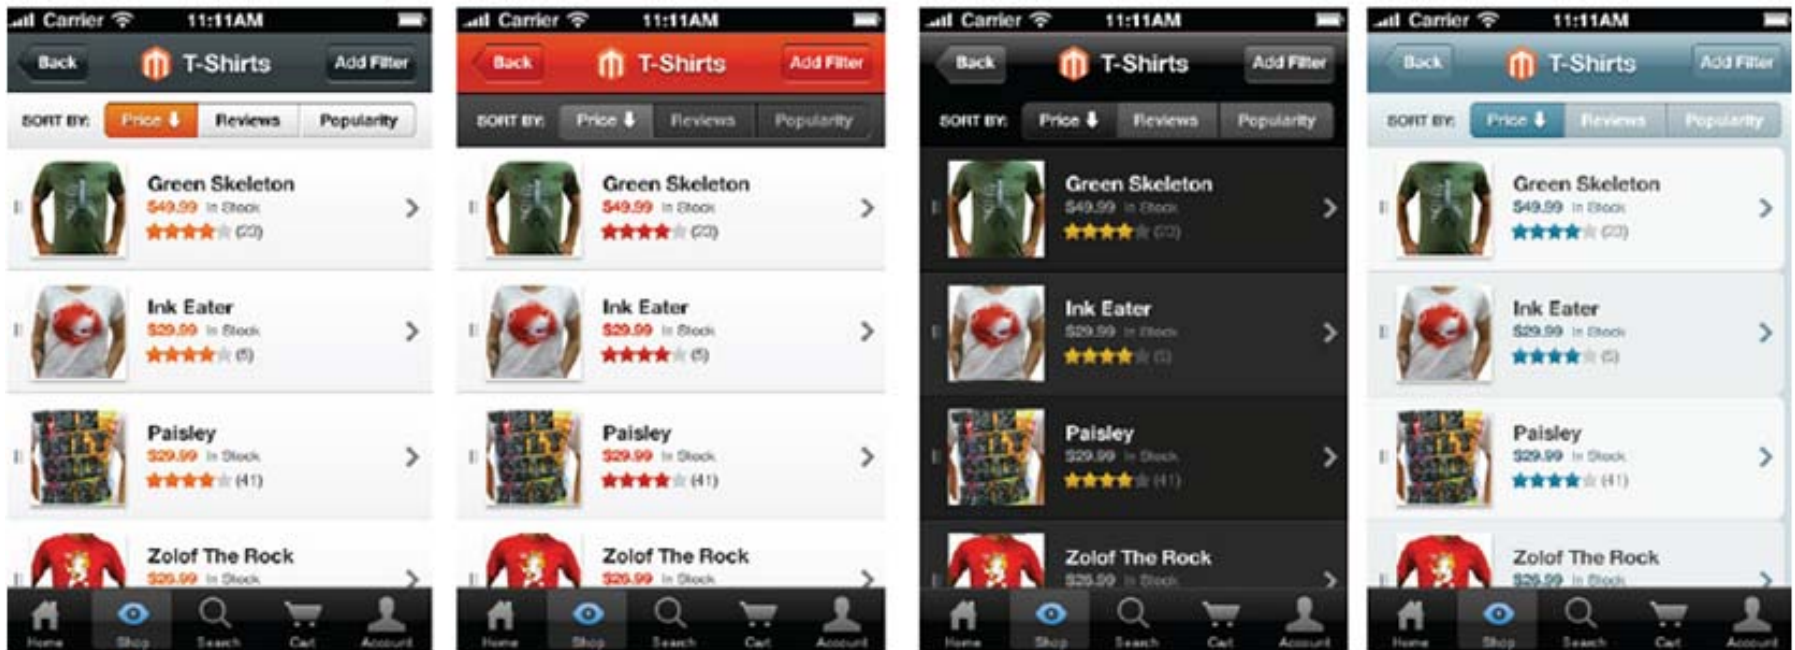 Carrier 11:11AM
Back T-Shirts Add Filter
SORT BY: Price Reviews Popularity
Green Skeleton
$49.99 In Stock
(23)
Ink Eater
$29.99 In Stock
(5)
Paisley
$29.99 In Stock
(41)
Zolof The Rock
$26.99 In Stock
Home Shop Search Cart Account
Carrier 11:11AM
Back T-Shirts Add Filter
SORT BY: Price Reviews Popularity
Green Skeleton
$49.99 In Stock
(23)
Ink Eater
$29.99 In Stock
(5)
Paisley
$29.99 In Stock
(41)
Zolof The Rock
$26.99 In Stock
Home Shop Search Cart Account
Carrier 11:11AM
Back T-Shirts Add Filter
SORT BY: Price Reviews Popularity
Green Skeleton
$49.99 In Stock
(23)
Ink Eater
$29.99 In Stock
(5)
Paisley
$29.99 In Stock
(41)
Zolof The Rock
$26.99 In Stock
Home Shop Search Cart Account
Carrier 11:11AM
Back T-Shirts Add Filter
SORT BY: Price Reviews Popularity
Green Skeleton
$49.99 In Stock
(23)
Ink Eater
$29.99 In Stock
(5)
Paisley
$29.99 In Stock
(41)
Zolof The Rock
$26.99 In Stock
Home Shop Search Cart Account